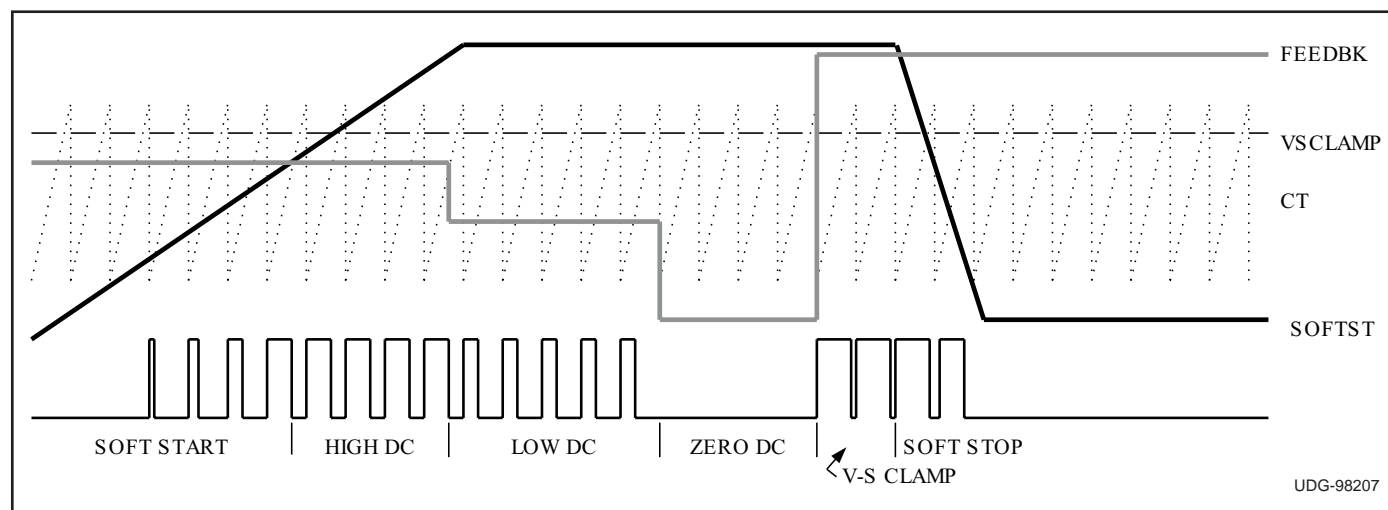 FEEDBK
VSCLAMP
CT
SOFTST
SOFT START
HIGH DC
LOW DC
ZERO DC
SOFT STOP
V-S CLAMP
UDG-98207